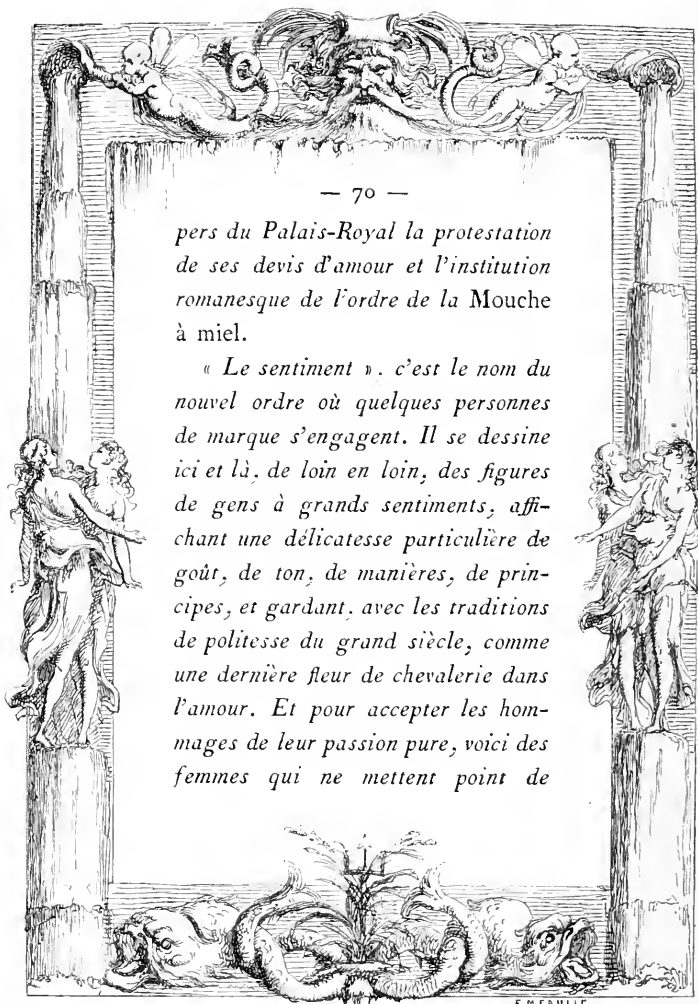 — 70 —
pers du Palais-Royal la protestation
de ses devis d'amour et l'institution
romanesque de l'ordre de la Mouche
à miel.
« Le sentiment ». c'est le nom du
nouvel ordre où quelques personnes
de marque s'engagent. Il se dessine
ici et là, de loin en loin, des figures
de gens à grands sentiments, affi-
chant une délicatesse particulière de
goût, de ton, de manières, de prin-
cipes, et gardant, avec les traditions
de politesse du grand siècle, comme
une dernière fleur de chevalerie dans
l'amour. Et pour accepter les hom-
mages de leur passion pure, voici des
femmes qui ne mettent point de